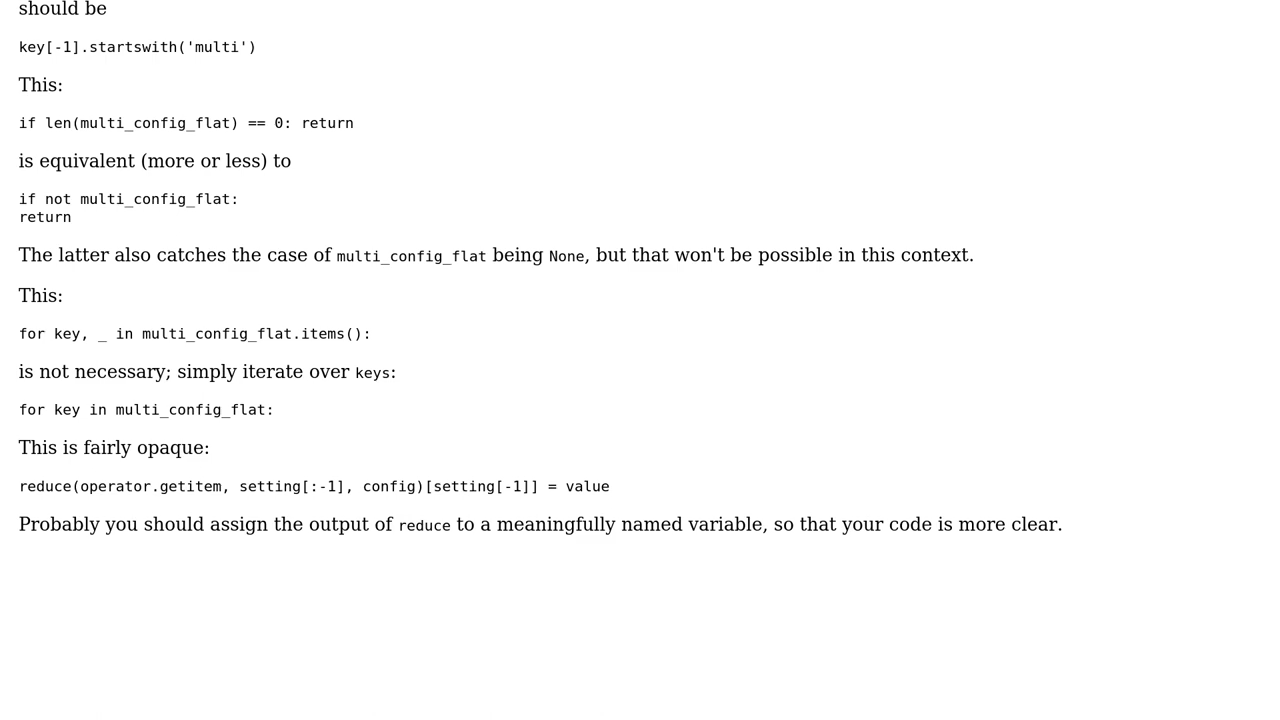 should be
key[-1].startswith('multi')
This:
if len(multi_config_flat) == 0: return
is equivalent (more or less) to
if not multi_config_flat:
return
The latter also catches the case of multi_config_flat being None, but that won't be possible in this context.
This:
for key, _ in multi_config_flat.items():
is not necessary; simply iterate over keys:
for key in multi_config_flat:
This is fairly opaque:
reduce(operator.getitem, setting[:-1], config)[setting[-1]] = value
Probably you should assign the output of reduce to a meaningfully named variable, so that your code is more clear.